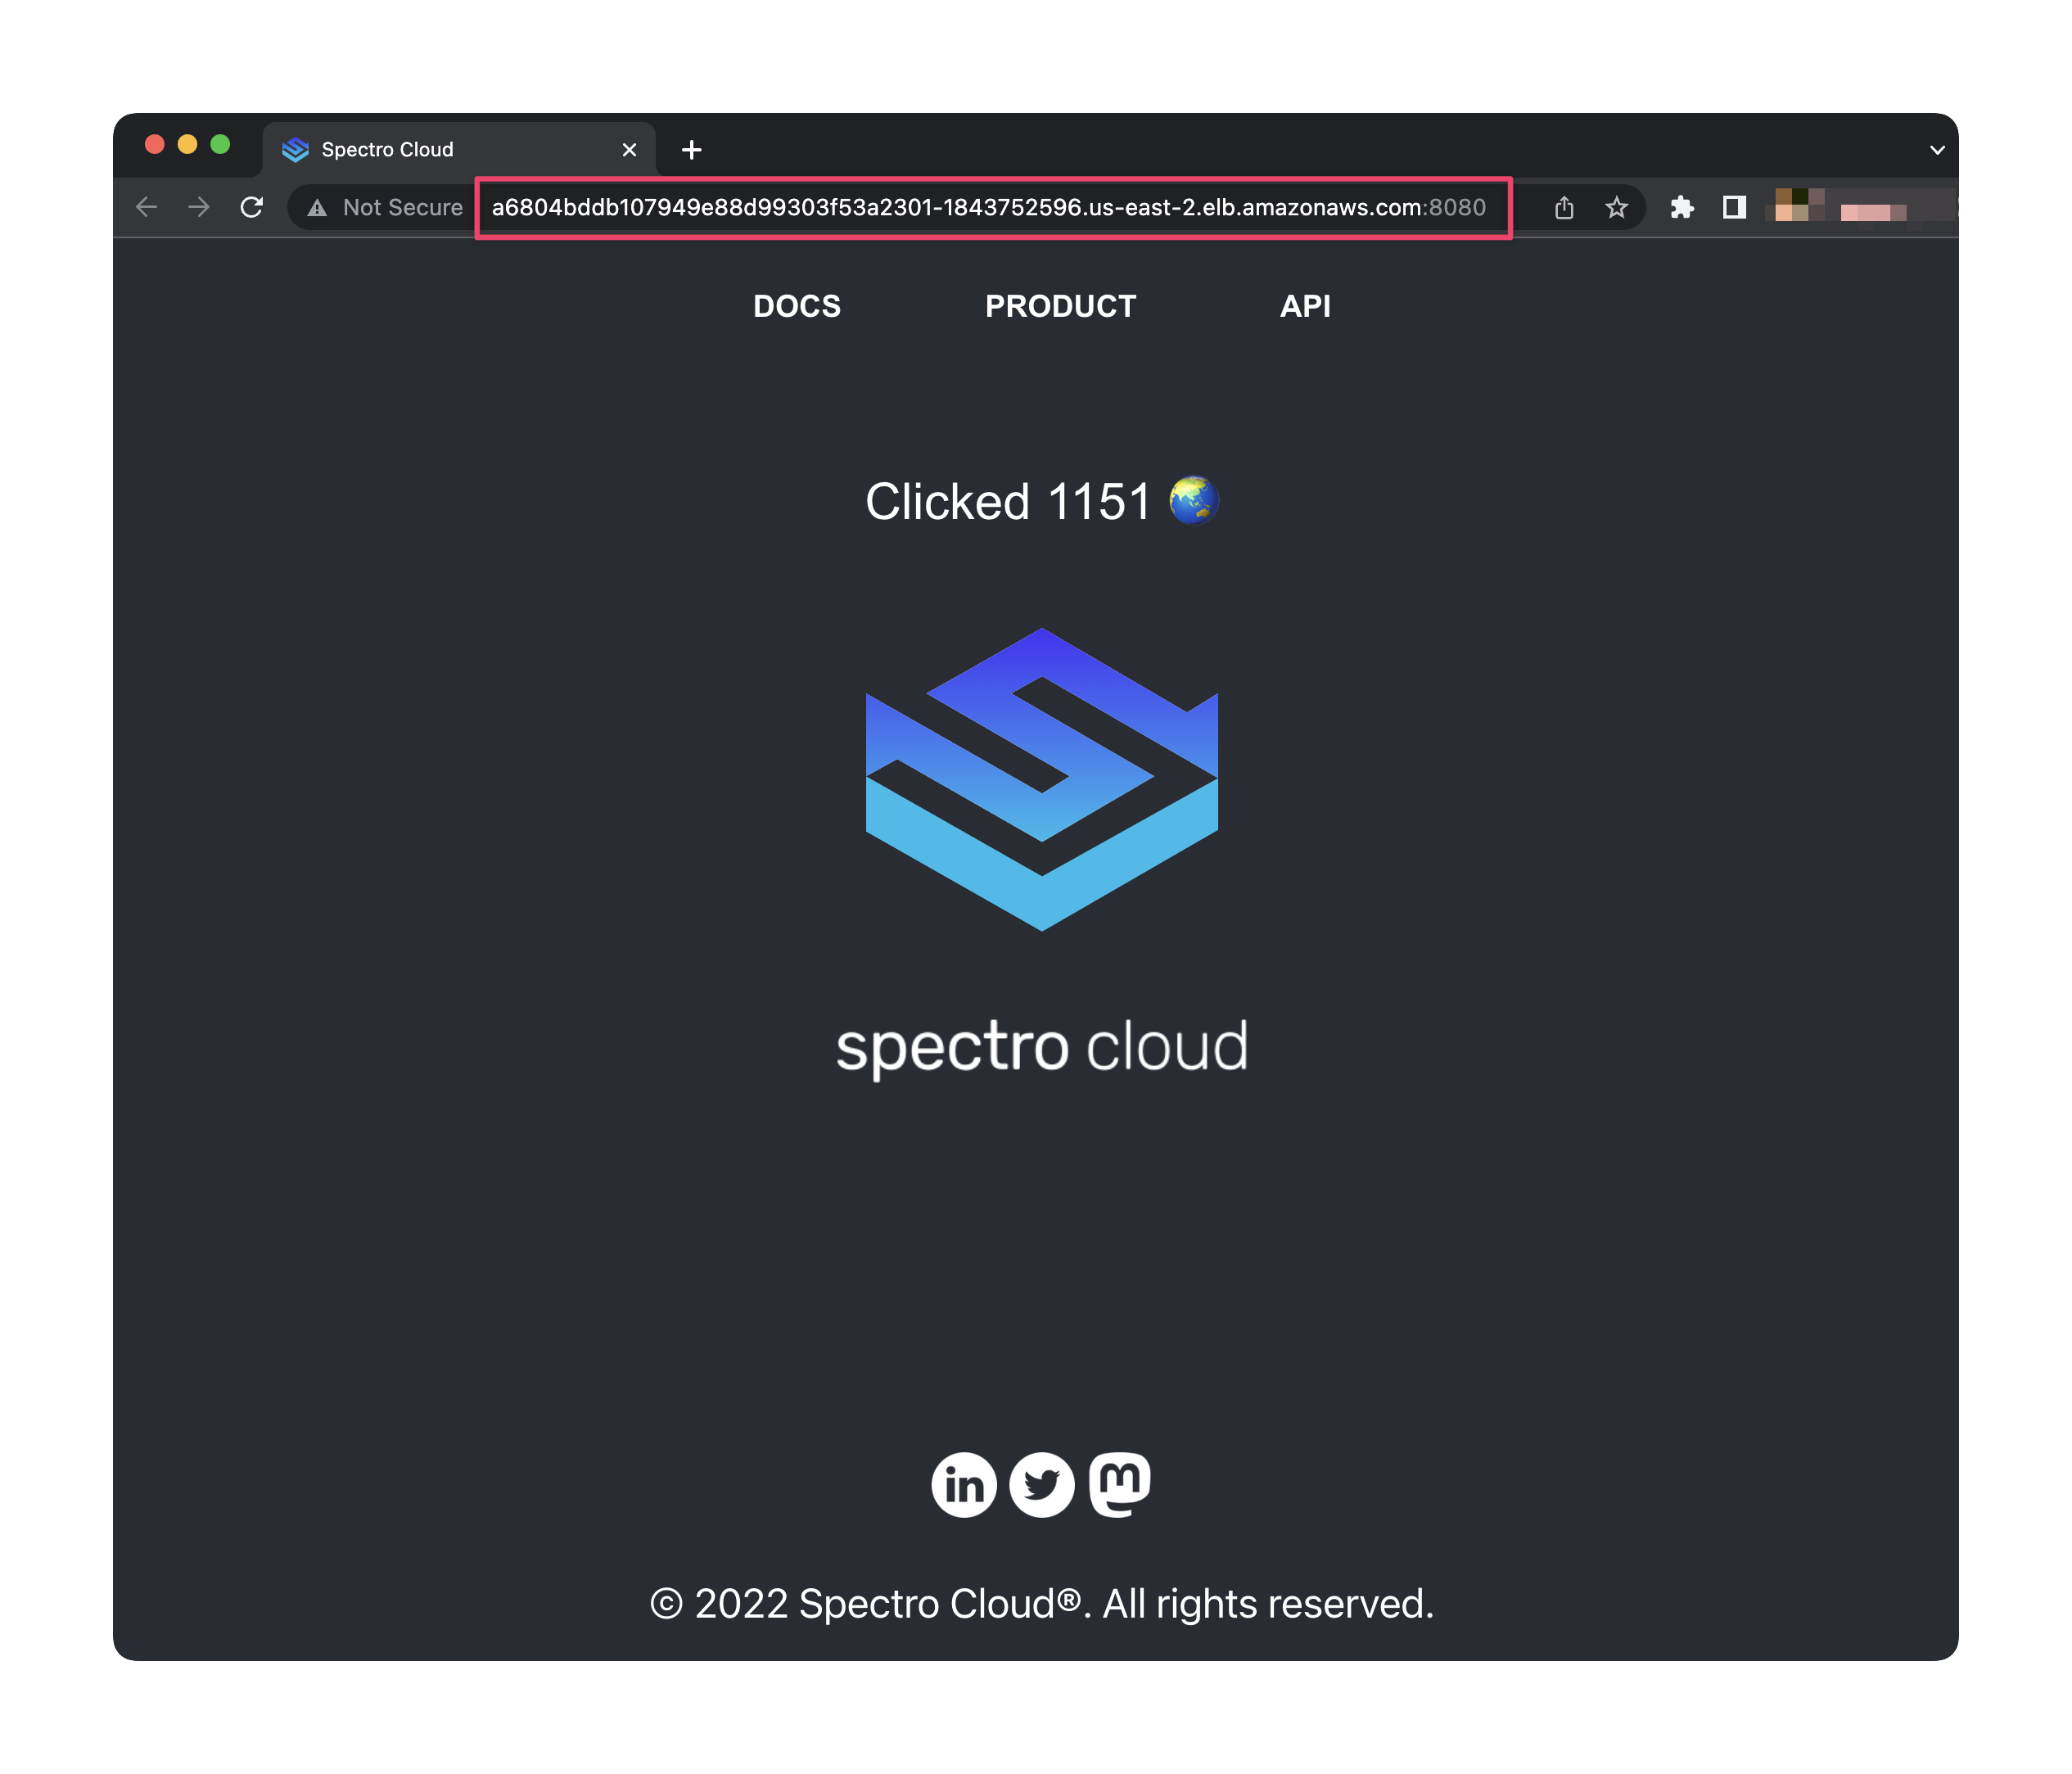 Spectro Cloud
Not Secure a6804bddb107949e88d99303f53a2301-1843752596.us-east-2.elb.amazonaws.com:8080
DOCS PRODUCT API
Clicked 1151 🌏
spectro cloud
in m
© 2022 Spectro Cloud®. All rights reserved.